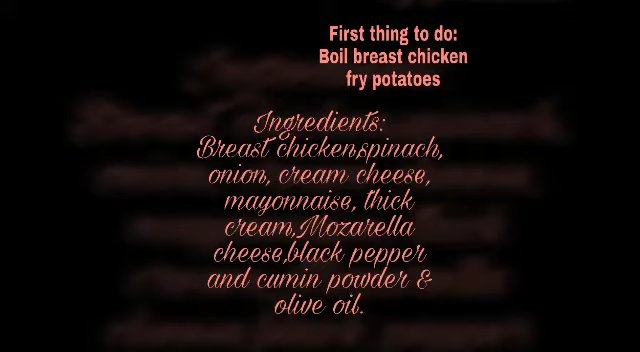 First thing to do:
Boil breast chicken
fry potatoes
Ingredients:
Breast chicken,spinach,
onion, cream cheese,
mayonnaise, thick
cream,Mozarella
cheese,black pepper
and cumin powder &
olive oil.